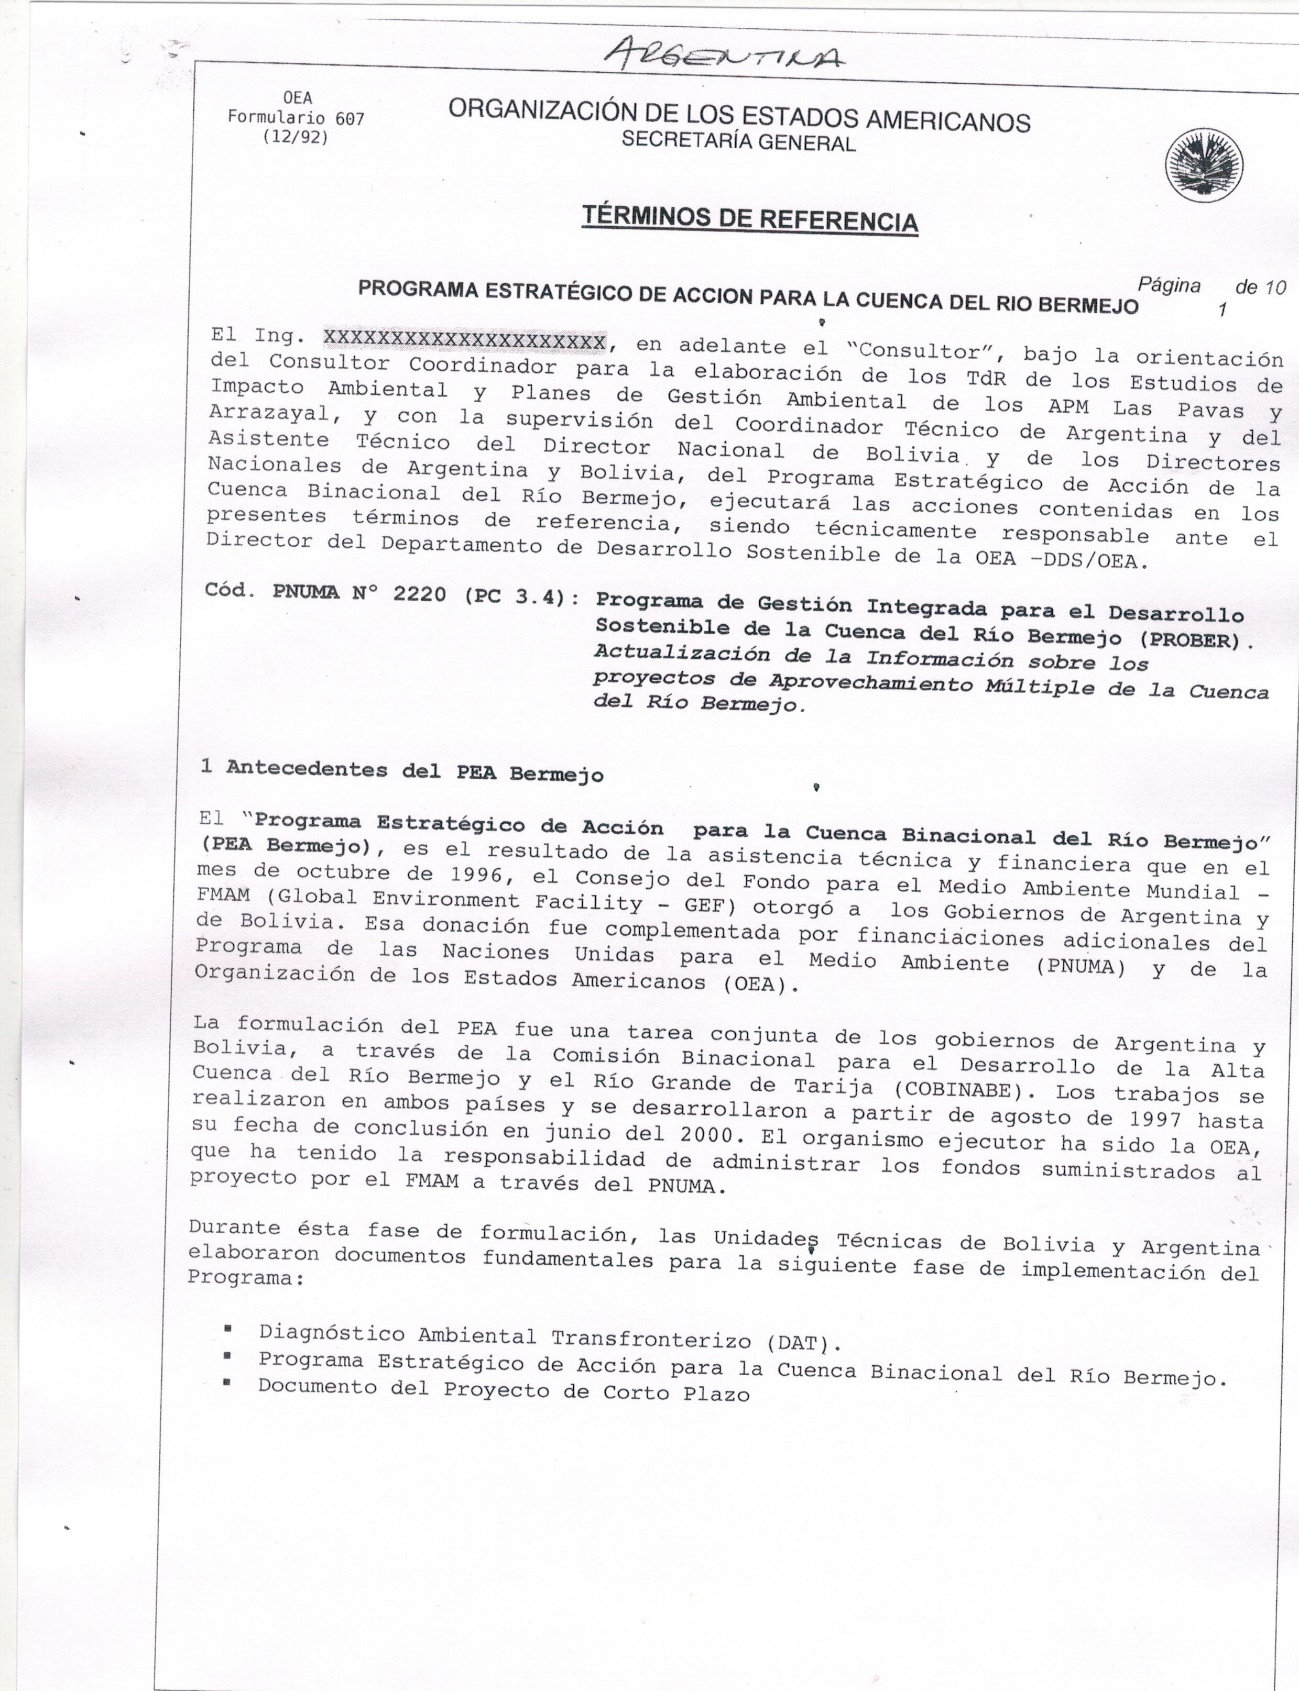 ARGENTINA
OEA
Formulario 607
(12/92)
ORGANIZACIÓN DE LOS ESTADOS AMERICANOS
SECRETARÍA GENERAL
TÉRMINOS DE REFERENCIA
PROGRAMA ESTRATÉGICO DE ACCION PARA LA CUENCA DEL RIO BERMEJO
Página 1 de 10
El Ing. XXXXXXXXXXXXXXXXXXXXX, en adelante el "Consultor", bajo la orientación
del Consultor Coordinador para la elaboración de los TdR de los Estudios de
Impacto Ambiental y Planes de Gestión Ambiental de los APM Las Pavas y
Arrazayal, y con la supervisión del Coordinador Técnico de Argentina y del
Asistente Técnico del Director Nacional de Bolivia y de los Directores
Nacionales de Argentina y Bolivia, del Programa Estratégico de Acción de la
Cuenca Binacional del Río Bermejo, ejecutará las acciones contenidas en los
presentes términos de referencia, siendo técnicamente responsable ante el
Director del Departamento de Desarrollo Sostenible de la OEA –DDS/OEA.
Cód. PNUMA N° 2220 (PC 3.4): Programa de Gestión Integrada para el Desarrollo
Sostenible de la Cuenca del Río Bermejo (PROBER).
Actualización de la Información sobre los
proyectos de Aprovechamiento Múltiple de la Cuenca
del Río Bermejo.
1 Antecedentes del PEA Bermejo
El "Programa Estratégico de Acción para la Cuenca Binacional del Río Bermejo"
(PEA Bermejo), es el resultado de la asistencia técnica y financiera que en el
mes de octubre de 1996, el Consejo del Fondo para el Medio Ambiente Mundial –
FMAM (Global Environment Facility – GEF) otorgó a los Gobiernos de Argentina y
de Bolivia. Esa donación fue complementada por financiaciones adicionales del
Programa de las Naciones Unidas para el Medio Ambiente (PNUMA) y de la
Organización de los Estados Americanos (OEA).
La formulación del PEA fue una tarea conjunta de los gobiernos de Argentina y
Bolivia, a través de la Comisión Binacional para el Desarrollo de la Alta
Cuenca del Río Bermejo y el Río Grande de Tarija (COBINABE). Los trabajos se
realizaron en ambos países y se desarrollaron a partir de agosto de 1997 hasta
su fecha de conclusión en junio del 2000. El organismo ejecutor ha sido la OEA,
que ha tenido la responsabilidad de administrar los fondos suministrados al
proyecto por el FMAM a través del PNUMA.
Durante ésta fase de formulación, las Unidades Técnicas de Bolivia y Argentina
elaboraron documentos fundamentales para la siguiente fase de implementación del
Programa:
▪ Diagnóstico Ambiental Transfronterizo (DAT).
▪ Programa Estratégico de Acción para la Cuenca Binacional del Río Bermejo.
▪ Documento del Proyecto de Corto Plazo